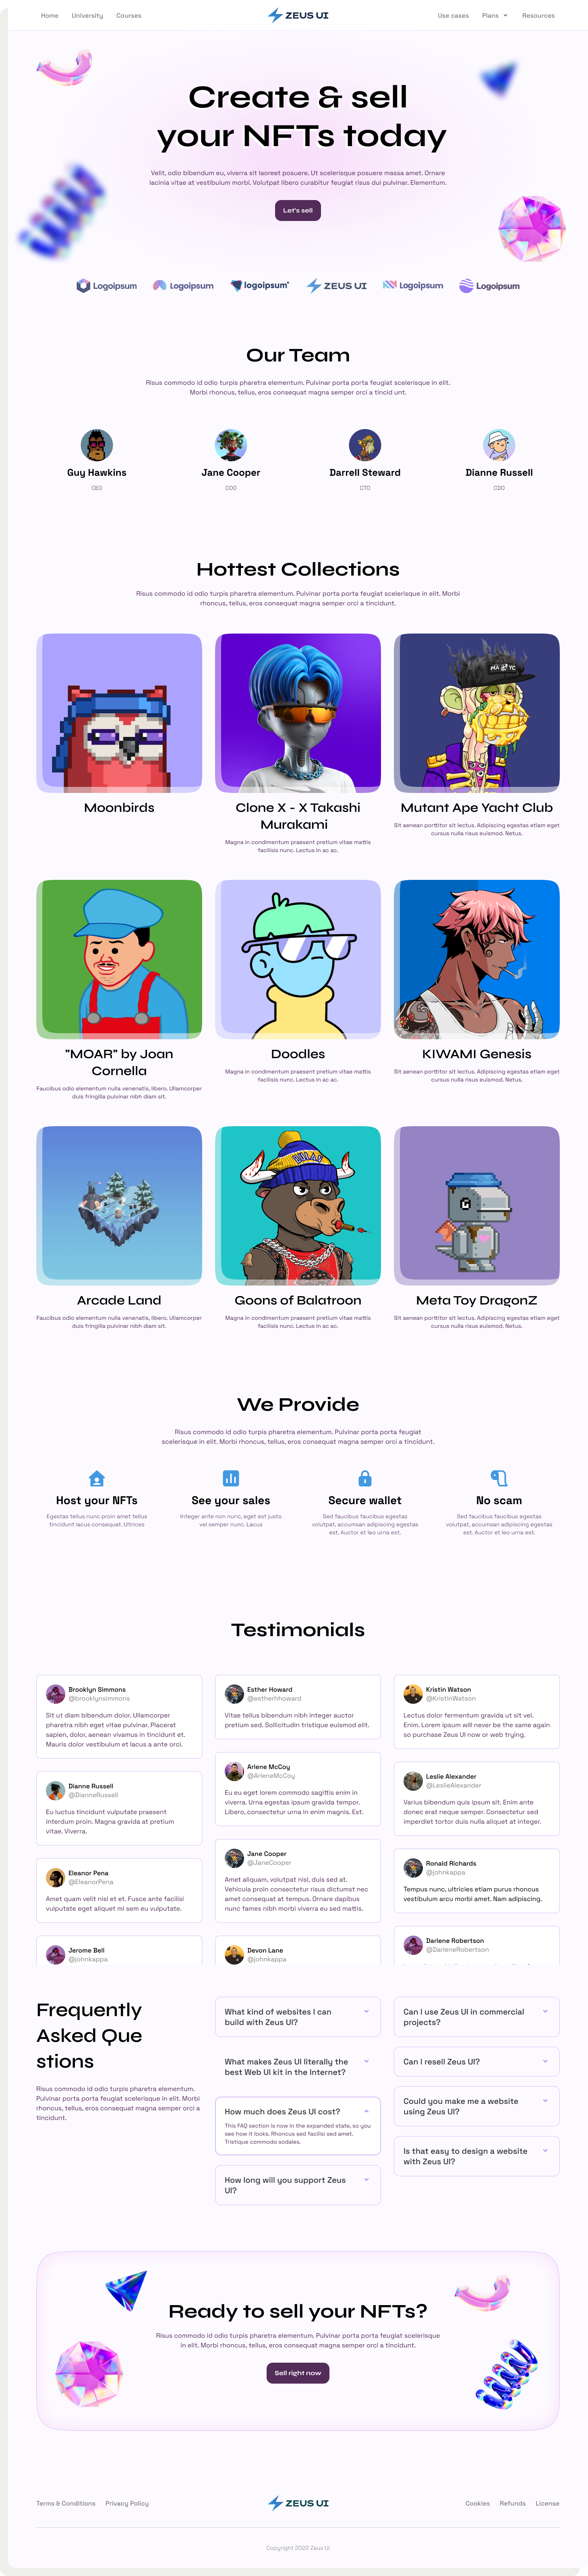 Home University Courses ZEUS UI Use cases Plans Resources
Create & sell
your NFTs today
Velit, odio bibendum eu, viverra sit laoreet posuere. Ut scelerisque posuere massa amet. Ornare
lacinia vitae at vestibulum morbi. Volutpat libero curabitur feugiat risus dui pulvinar. Elementum.
Let's sell
Logoipsum Logoipsum logoipsum ZEUS UI Logoipsum Logoipsum
Our Team
Risus commodo id odio turpis pharetra elementum. Pulvinar porta porta feugiat scelerisque in elit.
Morbi rhoncus, tellus, eros consequat magna semper orci a tincid unt.
Guy Hawkins Jane Cooper Darrell Steward Dianne Russell
CEO COO CTO CDO
Hottest Collections
Risus commodo id odio turpis pharetra elementum. Pulvinar porta porta feugiat scelerisque in elit. Morbi
rhoncus, tellus, eros consequat magna semper orci a tincidunt.
Moonbirds
Clone X - X Takashi
Murakami
Magna in condimentum praesent pretium vitae mattis
facilisis nunc. Lectus in ac ac.
Mutant Ape Yacht Club
Sit aenean porttitor sit lectus. Adipiscing egestas etiam eget
cursus nulla risus euismod. Netus.
"MOAR" by Joan
Cornella
Faucibus odio elementum nulla venenatis, libero. Ullamcorper
duis fringilla pulvinar nibh diam sit.
Doodles
Magna in condimentum praesent pretium vitae mattis
facilisis nunc. Lectus in ac ac.
KIWAMI Genesis
Sit aenean porttitor sit lectus. Adipiscing egestas etiam eget
cursus nulla risus euismod. Netus.
Arcade Land
Faucibus odio elementum nulla venenatis, libero. Ullamcorper
duis fringilla pulvinar nibh diam sit.
Goons of Balatroon
Magna in condimentum praesent pretium vitae mattis
facilisis nunc. Lectus in ac ac.
G
Meta Toy DragonZ
Sit aenean porttitor sit lectus. Adipiscing egestas etiam eget
cursus nulla risus euismod. Netus.
We Provide
Risus commodo id odio turpis pharetra elementum. Pulvinar porta porta feugiat
scelerisque in elit. Morbi rhoncus, tellus, eros consequat magna semper orci a tincidunt.
Host your NFTs
Egestas tellus nunc proin amet tellus
tincidunt lacus consequat. Ultrices
See your sales
Integer ante non nunc, eget est justo
vel semper nunc. Lacus
Secure wallet
Sed faucibus faucibus egestas
volutpat, accumsan adipiscing egestas
est. Auctor et leo urna est.
No scam
Sed faucibus faucibus egestas
volutpat, accumsan adipiscing egestas
est. Auctor et leo urna est.
Testimonials
Brooklyn Simmons
@brooklynsimmons
Sit ut diam bibendum dolor. Ullamcorper
pharetra nibh eget vitae pulvinar. Placerat
sapien, dolor, aenean vivamus in tincidunt et.
Mauris dolor vestibulum et lacus a ante orci.
Dianne Russell
@DianneRussell
Eu luctus tincidunt vulputate praesent
interdum proin. Magna gravida at pretium
vitae. Viverra.
Eleanor Pena
@EleanorPena
Amet quam velit nisl et et. Fusce ante facilisi
vulputate eget aliquet mi sem eu vulputate.
Jerome Bell
@johnkappa
Esther Howard
@estherhhoward
Vitae tellus bibendum nibh integer auctor
pretium sed. Sollicitudin tristique euismod elit.
Arlene McCoy
@ArleneMcCoy
Eu eu eget lorem commodo sagittis enim in
viverra. Urna egestas ipsum gravida tempor.
Libero, consectetur urna in enim magnis. Est.
Jane Cooper
@JaneCooper
Amet aliquam, volutpat nisl, duis sed at.
Vehicula proin consectetur risus dictumst nec
amet consequat at tempus. Ornare dapibus
nunc fames nibh morbi viverra eu sed mattis.
Devon Lane
@johnkappa
Kristin Watson
@KristinWatson
Lectus dolor fermentum gravida ut sit vel.
Enim. Lorem ipsum will never be the same again
so purchase Zeus UI now or web trying.
Leslie Alexander
@LeslieAlexander
Varius bibendum quis ipsum sit. Enim ante
donec erat neque semper. Consectetur sed
imperdiet tortor duis nulla aliquet at integer.
Ronald Richards
@johnkappa
Tempus nunc, ultricies etiam purus rhoncus
vestibulum arcu morbi amet. Nam adipiscing.
Darlene Robertson
@DarleneRobertson
Frequently
Asked Que
stions
Risus commodo id odio turpis pharetra elementum.
Pulvinar porta porta feugiat scelerisque in elit. Morbi
rhoncus, tellus, eros consequat magna semper orci a
tincidunt.
What kind of websites I can
build with Zeus UI?
What makes Zeus UI literally the
best Web UI kit in the Internet?
How much does Zeus UI cost?
This FAQ section is now in the expanded state, so you
see how it looks. Rhoncus sed facilisi sed amet.
Tristique commodo sodales.
How long will you support Zeus
UI?
Can I use Zeus UI in commercial
projects?
Can I resell Zeus UI?
Could you make me a website
using Zeus UI?
Is that easy to design a website
with Zeus UI?
Ready to sell your NFTs?
Risus commodo id odio turpis pharetra elementum. Pulvinar porta porta feugiat scelerisque
in elit. Morbi rhoncus, tellus, eros consequat magna semper orci a tincidunt.
Sell right now
Terms & Conditions Privacy Policy ZEUS UI Cookies Refunds License
Copyright 2022 Zeus UI